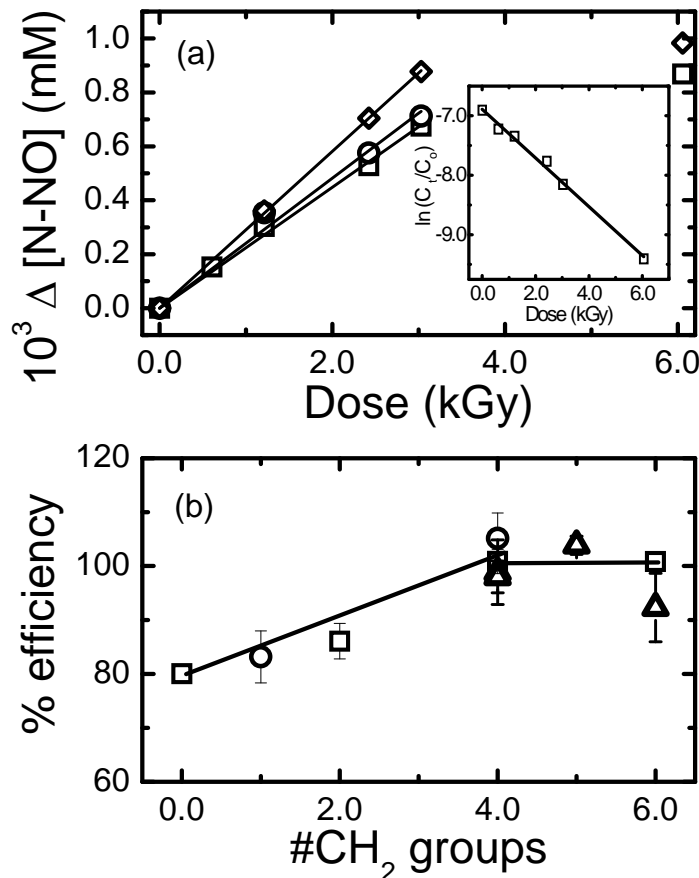 (a)
10³ Δ [N-NO] (mM)
1.0
0.8
0.6
0.4
0.2
0.0
0.0 2.0 4.0 6.0
Dose (kGy)
ln (Cₜ/Cₒ)
-7.0
-8.0
-9.0
0.0 2.0 4.0 6.0
Dose (kGy)
(b)
% efficiency
120
100
80
60
0.0 2.0 4.0 6.0
#CH₂ groups